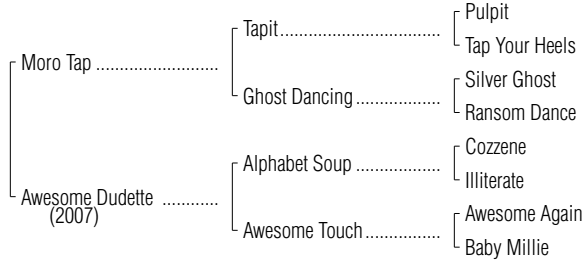 Pulpit
Tapit
Tap Your Heels
Moro Tap
Silver Ghost
Ghost Dancing
Ransom Dance
Cozzene
Alphabet Soup
Illiterate
Awesome Dudette
(2007)
Awesome Again
Awesome Touch
Baby Millie